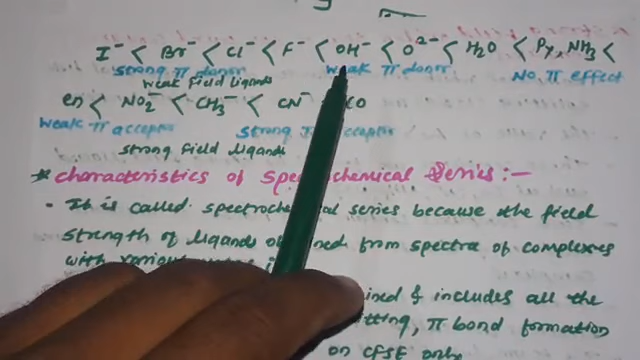 I⁻ < Br⁻ < Cl⁻ < F⁻ < OH⁻ < O²⁻ < H₂O < Py, NH₃ <
strong π donor weak π donor No π effect
weak field ligands
en < NO₂⁻ < CH₃⁻ < CN⁻ CO
weak π acceptor strong π acceptor
strong field ligands
* characteristics of Spectrochemical Series:-
• It is called spectrochemical series because the field
strength of ligands from spectra of complexes
with various
& includes all the
π bond formation
on CFSE only